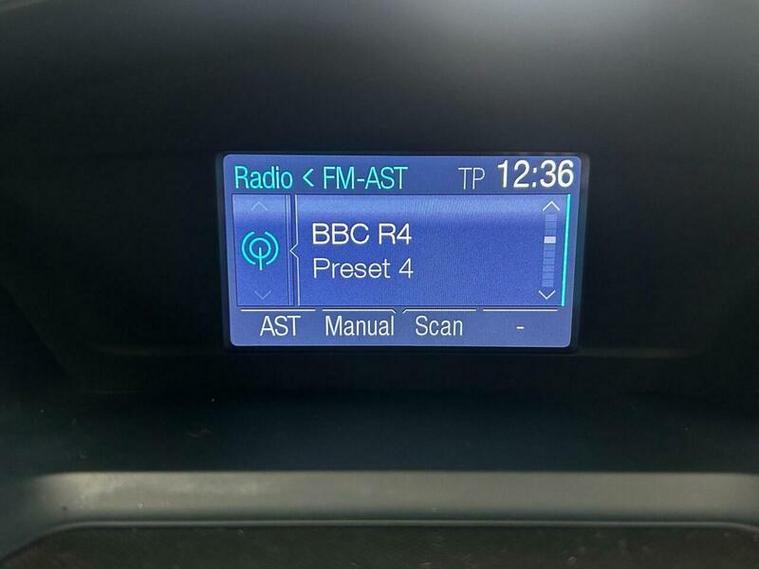 Radio < FM-AST TP 12:36
BBC R4
Preset 4
AST Manual Scan -